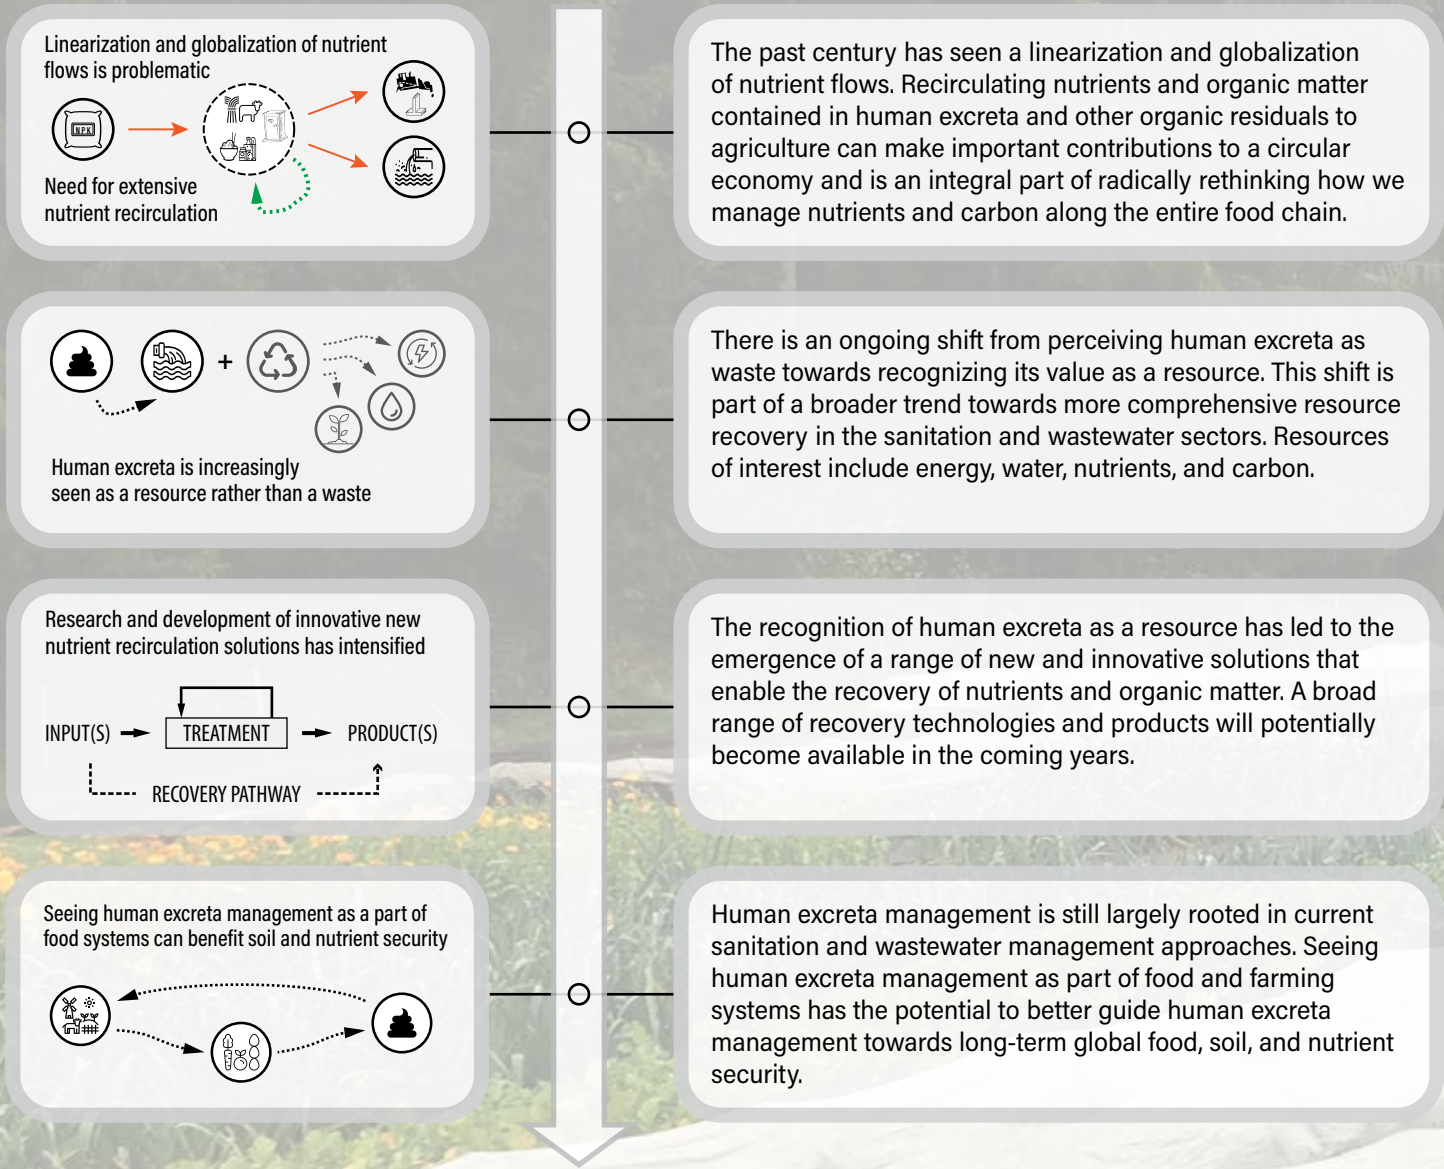 Linearization and globalization of nutrient
flows is problematic
NPK
Need for extensive
nutrient recirculation
The past century has seen a linearization and globalization
of nutrient flows. Recirculating nutrients and organic matter
contained in human excreta and other organic residuals to
agriculture can make important contributions to a circular
economy and is an integral part of radically rethinking how we
manage nutrients and carbon along the entire food chain.
+
Human excreta is increasingly
seen as a resource rather than a waste
There is an ongoing shift from perceiving human excreta as
waste towards recognizing its value as a resource. This shift is
part of a broader trend towards more comprehensive resource
recovery in the sanitation and wastewater sectors. Resources
of interest include energy, water, nutrients, and carbon.
Research and development of innovative new
nutrient recirculation solutions has intensified
INPUT(S) TREATMENT PRODUCT(S)
RECOVERY PATHWAY
The recognition of human excreta as a resource has led to the
emergence of a range of new and innovative solutions that
enable the recovery of nutrients and organic matter. A broad
range of recovery technologies and products will potentially
become available in the coming years.
Seeing human excreta management as a part of
food systems can benefit soil and nutrient security
Human excreta management is still largely rooted in current
sanitation and wastewater management approaches. Seeing
human excreta management as part of food and farming
systems has the potential to better guide human excreta
management towards long-term global food, soil, and nutrient
security.